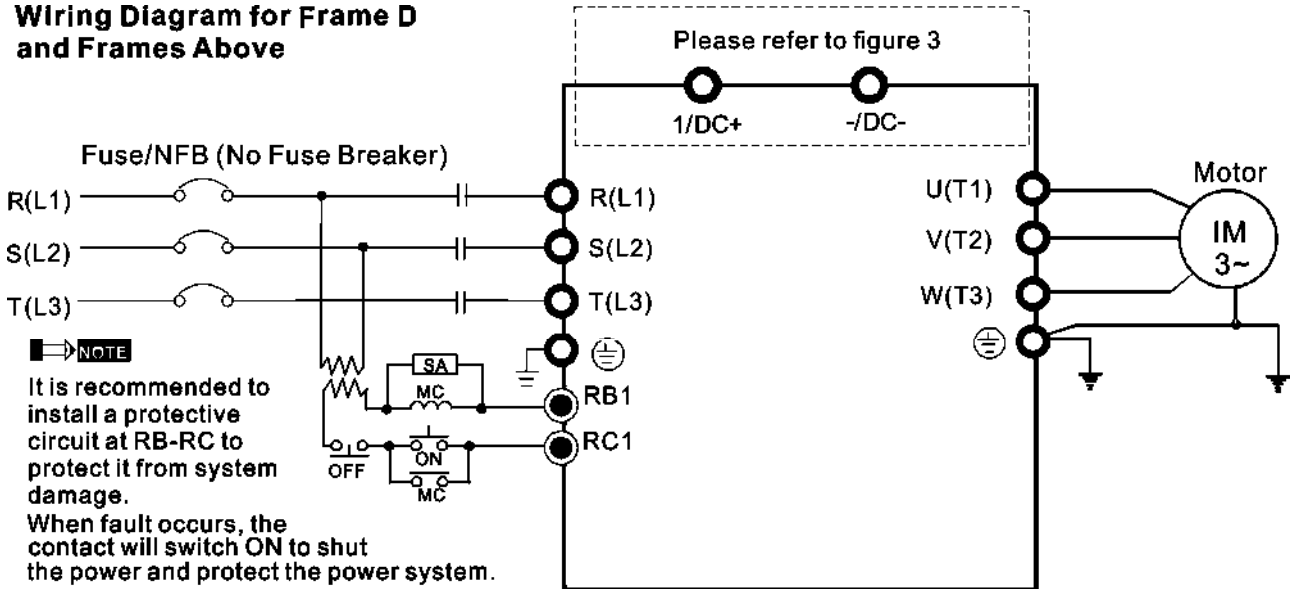 Wiring Diagram for Frame D
and Frames Above
Please refer to figure 3
1/DC+
-/DC-
Fuse/NFB (No Fuse Breaker)
R(L1)
R(L1)
U(T1)
Motor
S(L2)
S(L2)
V(T2)
IM
3~
T(L3)
T(L3)
W(T3)
NOTE
It is recommended to
install a protective
circuit at RB-RC to
protect it from system
damage.
When fault occurs, the
contact will switch ON to shut
the power and protect the power system.
SA
MC
RB1
RC1
OFF
ON
MC